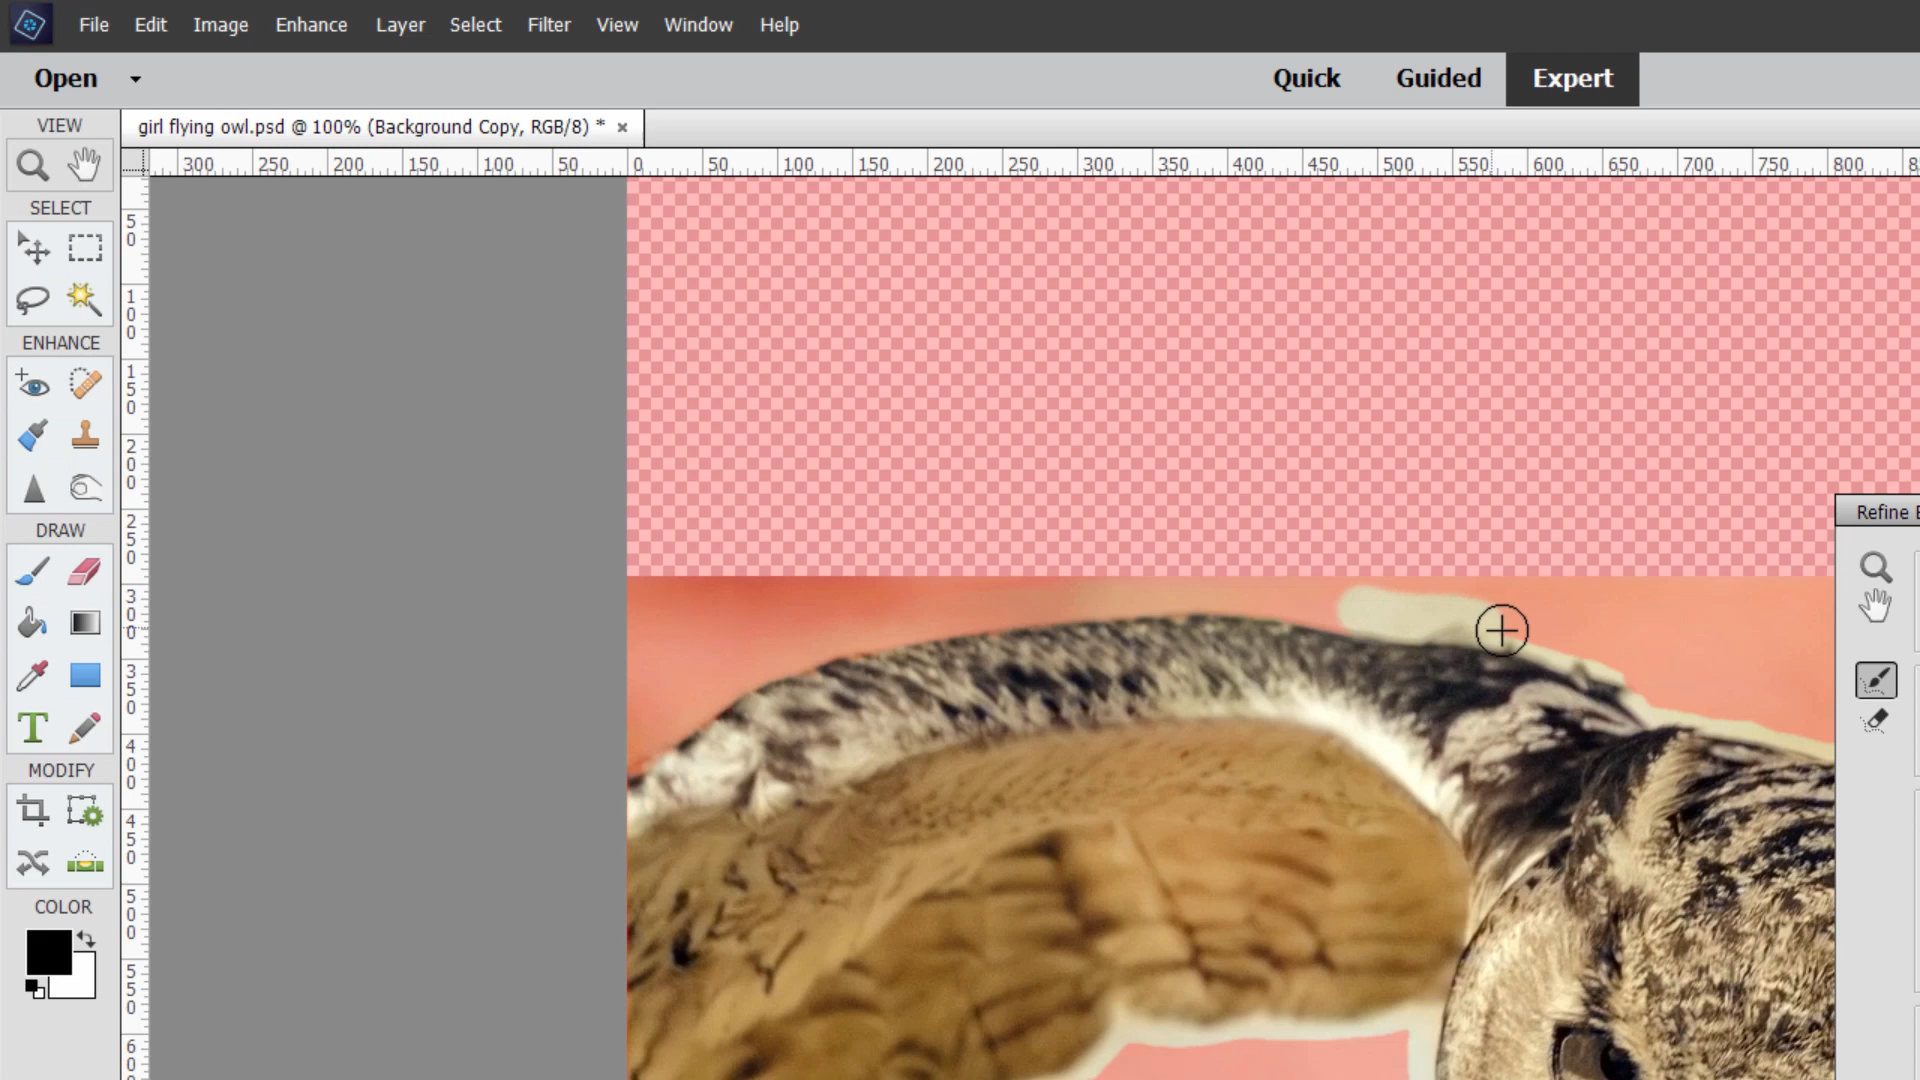 File Edit Image Enhance Layer Select Filter View Window Help
Open Quick Guided Expert
VIEW
girl flying owl.psd @ 100% (Background Copy, RGB/8) * ×
300 250 200 150 100 50 0 50 100 150 200 250 300 350 400 450 500 550 600 650 700 750 800
SELECT
50
100
ENHANCE
150
200
250
DRAW
Refine
300
350
T
400
MODIFY
450
500
COLOR
550